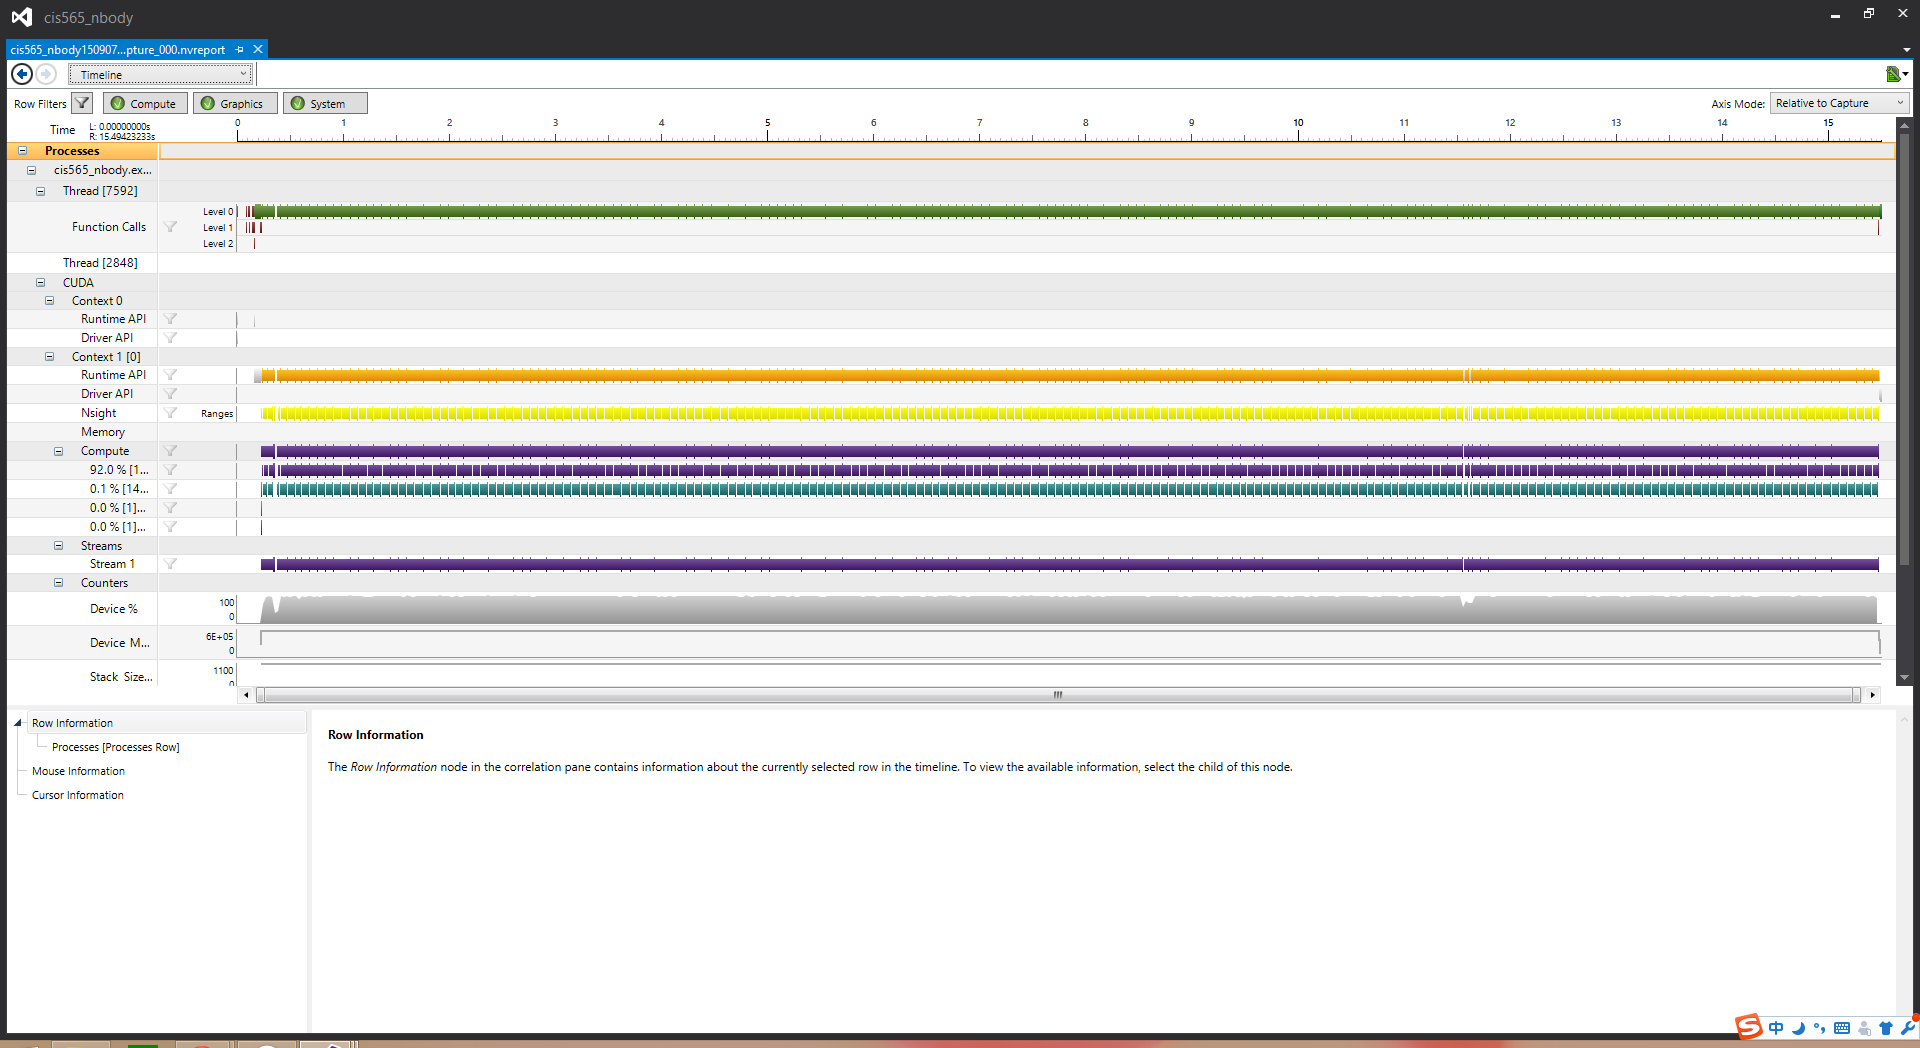 cis565_nbody
cis565_nbody150907...pture_000.nvreport
Timeline
Row Filters Compute Graphics System Axis Mode: Relative to Capture
Time L: 0.00000000s
R: 15.49423233s
0 1 2 3 4 5 6 7 8 9 10 11 12 13 14 15
Processes
cis565_nbody.ex...
Thread [7592]
Level 0
Function Calls Level 1
Level 2
Thread [2848]
CUDA
Context 0
Runtime API
Driver API
Context 1 [0]
Runtime API
Driver API
Nsight Ranges
Memory
Compute
92.0 % [1...
0.1 % [14...
0.0 % [1]...
0.0 % [1]...
Streams
Stream 1
Counters
Device % 100
0
Device M... 6E+05
0
Stack Size... 1100
0
Row Information
Processes [Processes Row]
Mouse Information
Cursor Information
Row Information
The Row Information node in the correlation pane contains information about the currently selected row in the timeline. To view the available information, select the child of this node.
S 中